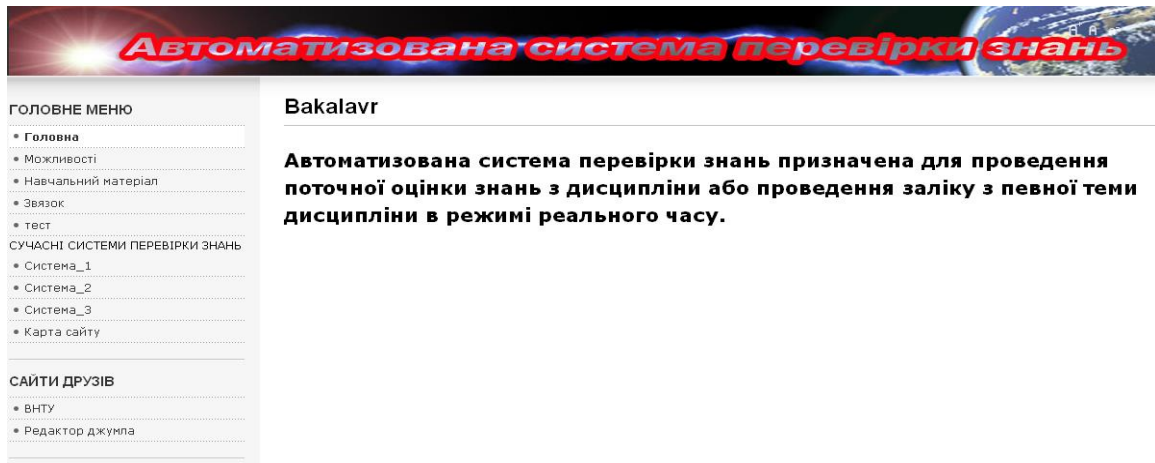 Автоматизована система перевірки знань
ГОЛОВНЕ МЕНЮ
Головна
Можливості
Навчальний матеріал
Звязок
тест
СУЧАСНІ СИСТЕМИ ПЕРЕВІРКИ ЗНАНЬ
Система_1
Система_2
Система_3
Карта сайту
САЙТИ ДРУЗІВ
ВНТУ
Редактор джумла
Bakalavr
Автоматизована система перевірки знань призначена для проведення
поточної оцінки знань з дисципліни або проведення заліку з певної теми
дисципліни в режимі реального часу.